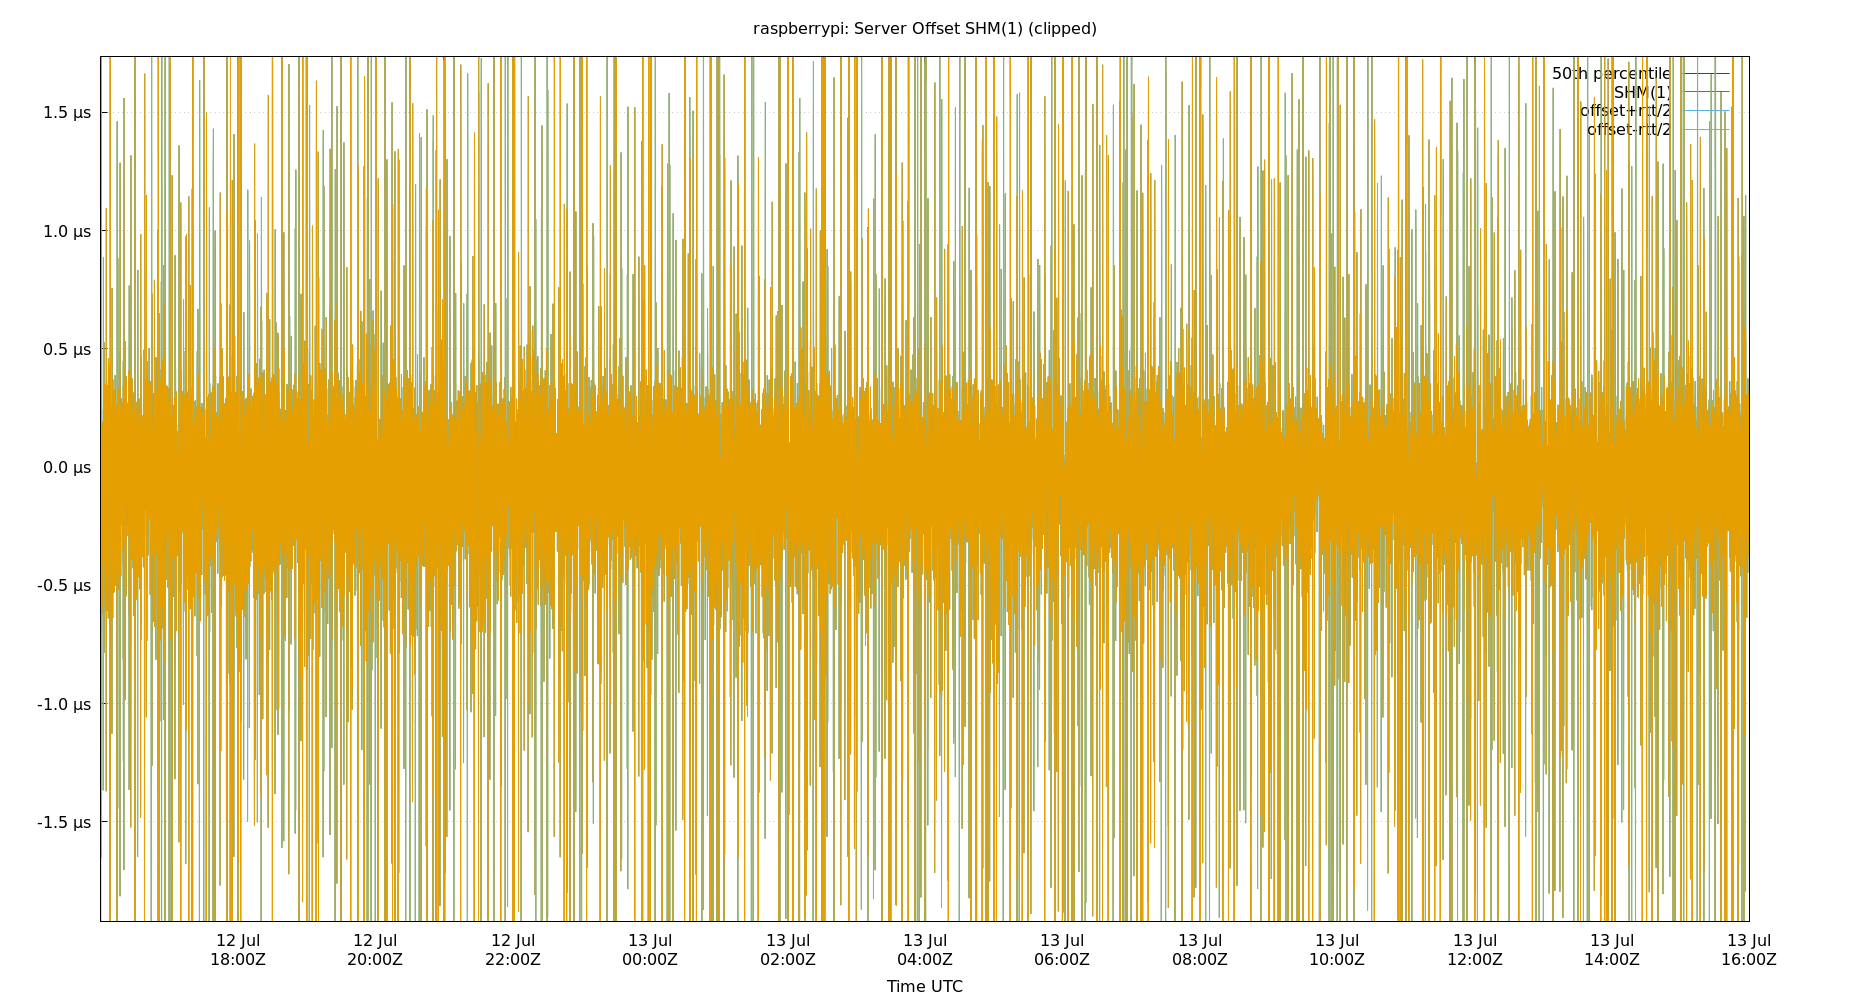 raspberrypi: Server Offset SHM(1) (clipped)
50th percentile
SHM(1)
offset+rtt/2
offset-rtt/2
1.5 µs
1.0 µs
0.5 µs
0.0 µs
-0.5 µs
-1.0 µs
-1.5 µs
12 Jul 12 Jul 12 Jul 13 Jul 13 Jul 13 Jul 13 Jul 13 Jul 13 Jul 13 Jul 13 Jul 13 Jul
18:00Z 20:00Z 22:00Z 00:00Z 02:00Z 04:00Z 06:00Z 08:00Z 10:00Z 12:00Z 14:00Z 16:00Z
Time UTC